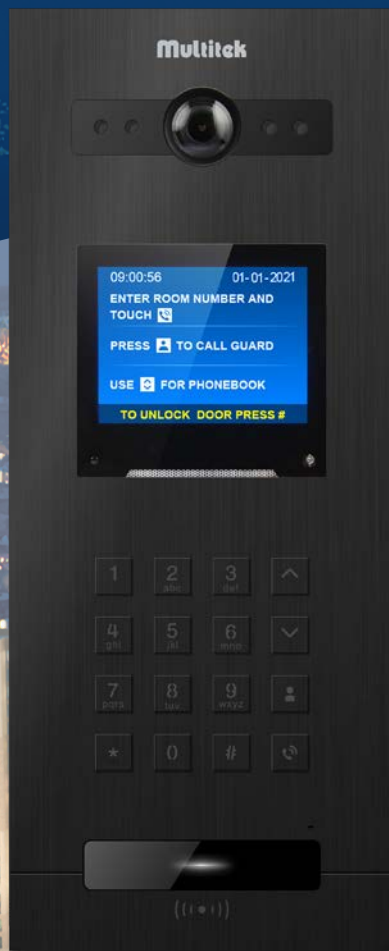 Multitek
09:00:56 01-01-2021
ENTER ROOM NUMBER AND
TOUCH
PRESS TO CALL GUARD
USE FOR PHONEBOOK
TO UNLOCK DOOR PRESS #
1 2 3
abc def
4 5 6
ghi jkl mno
7 8 9
pqrs tuv wxyz
* 0 #